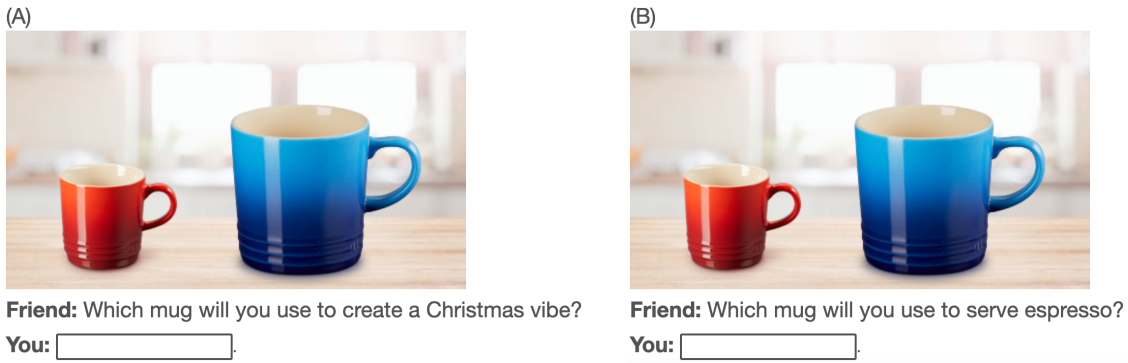 (A)
Friend: Which mug will you use to create a Christmas vibe?
You: .
(B)
Friend: Which mug will you use to serve espresso?
You: .